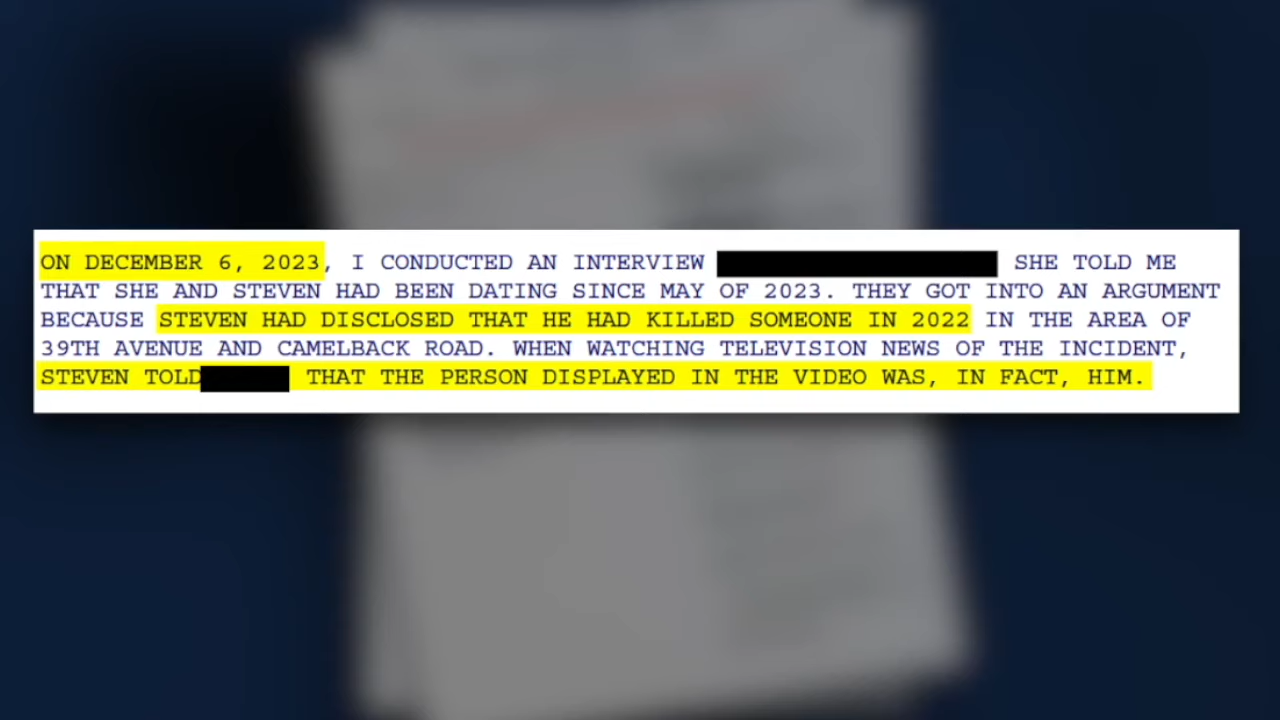 ON DECEMBER 6, 2023, I CONDUCTED AN INTERVIEW SHE TOLD ME
THAT SHE AND STEVEN HAD BEEN DATING SINCE MAY OF 2023. THEY GOT INTO AN ARGUMENT
BECAUSE STEVEN HAD DISCLOSED THAT HE HAD KILLED SOMEONE IN 2022 IN THE AREA OF
39TH AVENUE AND CAMELBACK ROAD. WHEN WATCHING TELEVISION NEWS OF THE INCIDENT,
STEVEN TOLD THAT THE PERSON DISPLAYED IN THE VIDEO WAS, IN FACT, HIM.